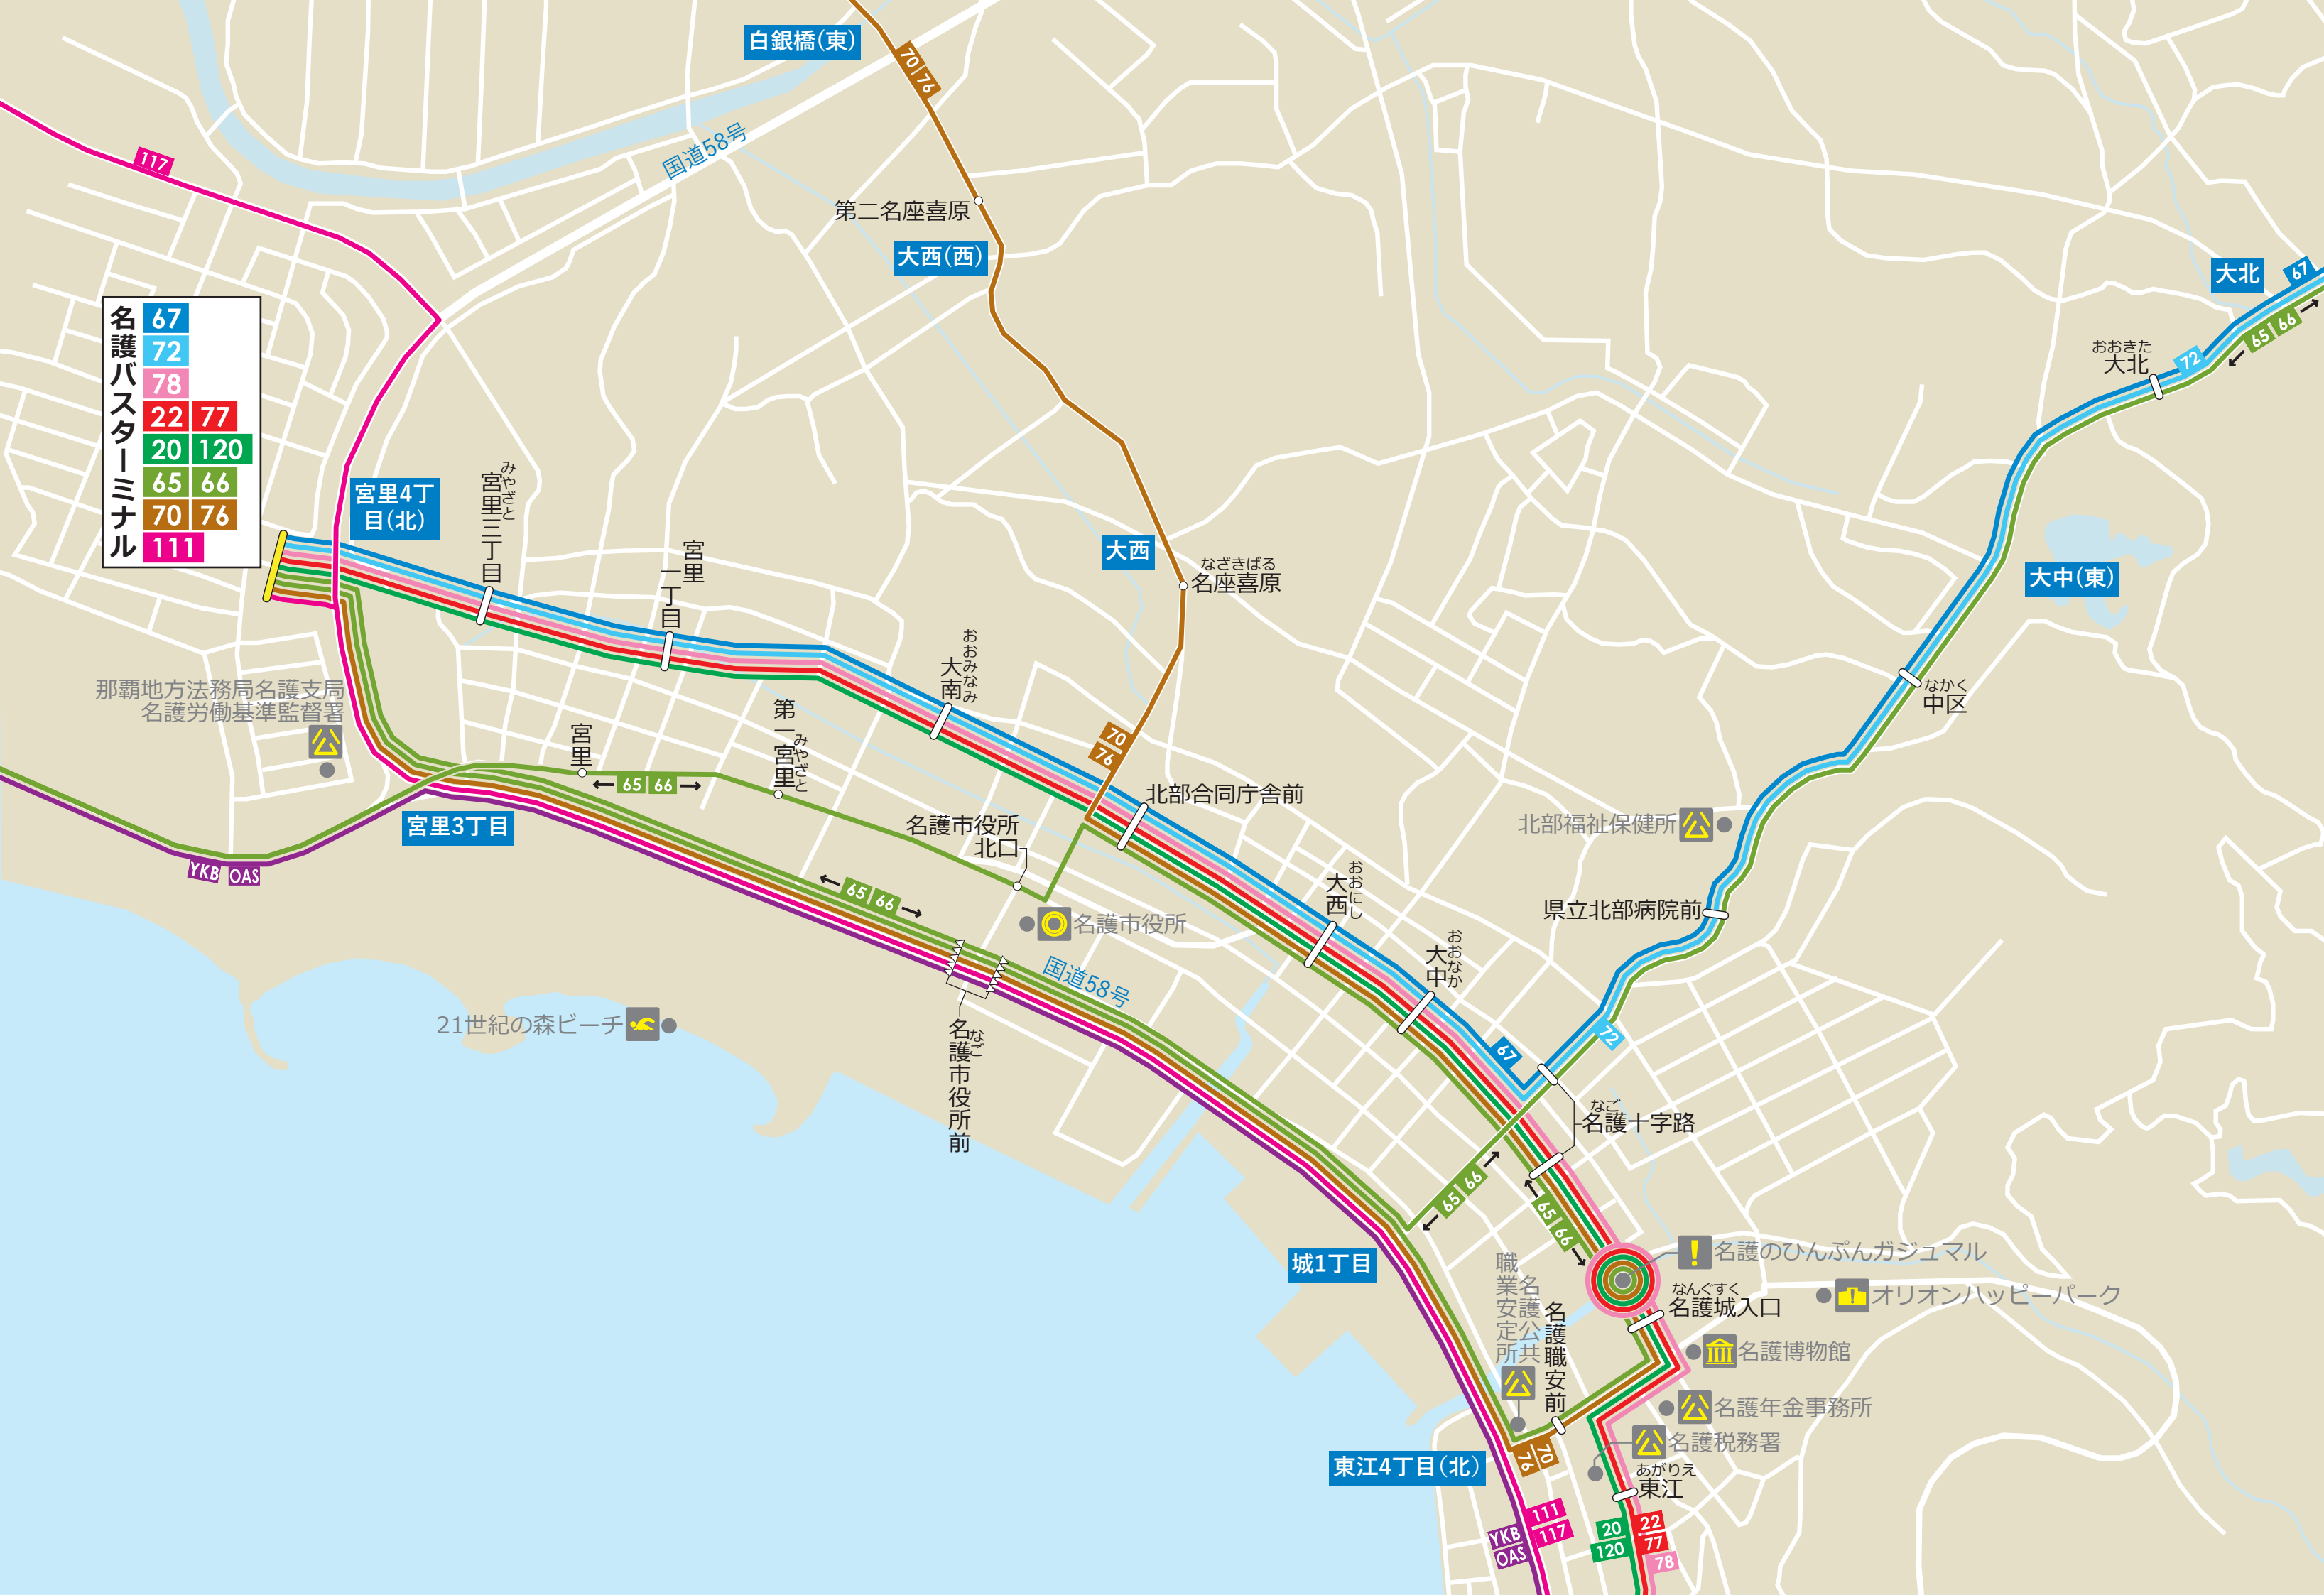 白銀橋(東)
70|76
国道58号
117
第二名座喜原
大西(西)
大北
67
65|66
おおきた
大北
72
名護バスターミナル
67
72
78
22 77
20 120
65 66
70 76
111
宮里4丁
目(北)
みやざと
宮里三丁目
宮里
一丁目
大西
なざきばる
名座喜原
大中(東)
おおみなみ
大南
なかく
中区
那覇地方法務局名護支局
名護労働基準監督署
公
宮里
第一宮里
みやざと
65|66
70
76
北部合同庁舎前
宮里3丁目
名護市役所
北口
北部福祉保健所
公
YKB OAS
65|66
おおにし
大西
県立北部病院前
名護市役所
おおなか
大中
国道58号
21世紀の森ビーチ
なご
名護市役所前
67
72
なご
名護十字路
65|66
65|66
城1丁目
名護のひんぷんガジュマル
なんぐすく
名護城入口
オリオンハッピーパーク
名護公共
職業安定所
公
名護職安前
名護博物館
公
名護年金事務所
公
名護税務署
東江4丁目(北)
70
76
あがりえ
東江
YKB
OAS
111
117
20
120
22
77
78